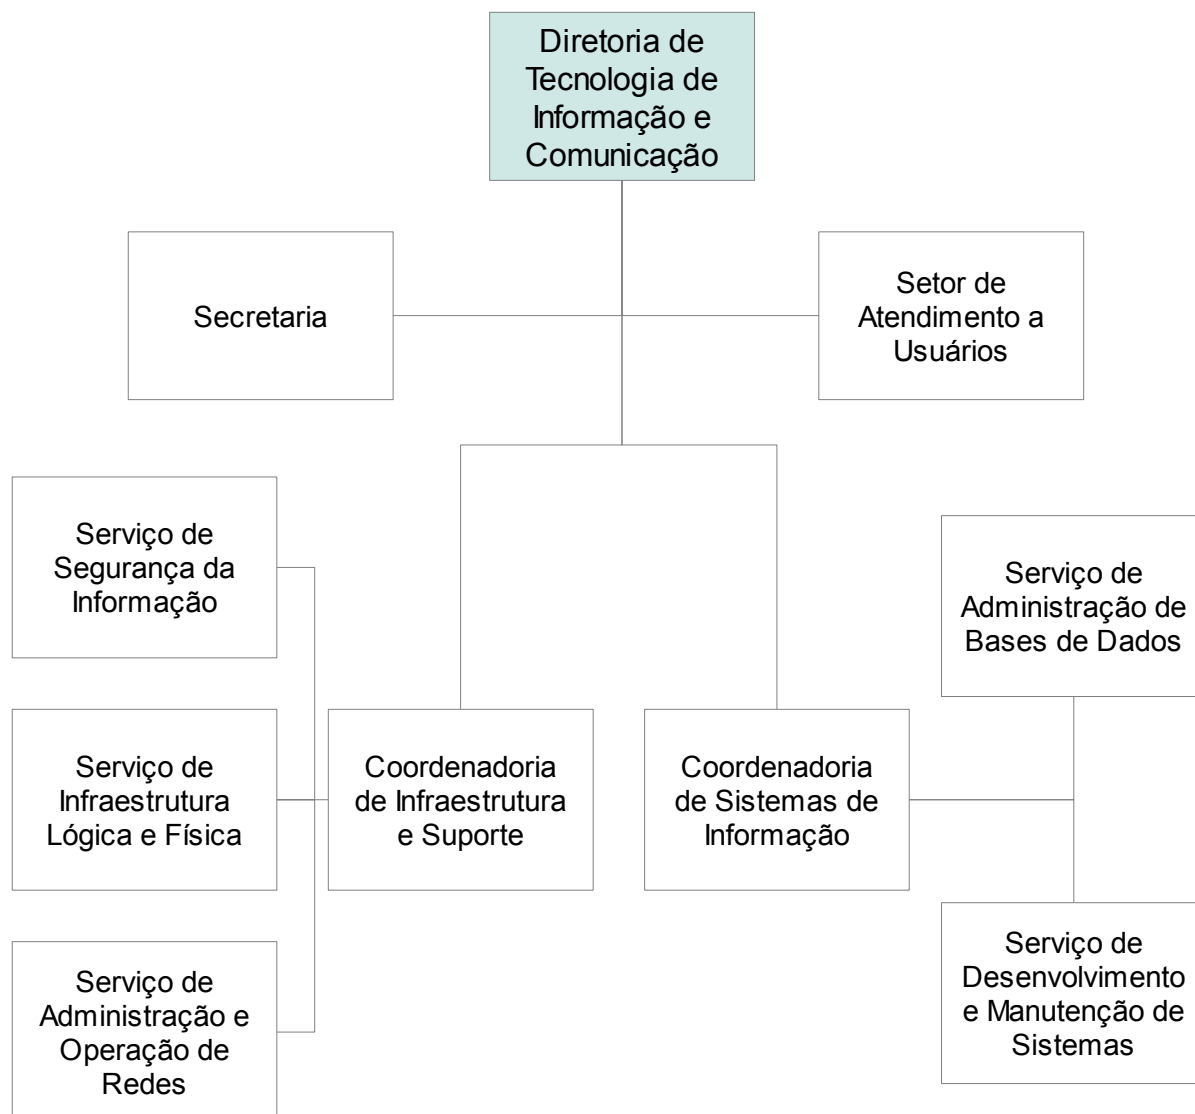 Diretoria de
Tecnologia de
Informação e
Comunicação
Secretaria
Setor de
Atendimento a
Usuários
Serviço de
Segurança da
Informação
Serviço de
Administração de
Bases de Dados
Serviço de
Infraestrutura
Lógica e Física
Coordenadoria
de Infraestrutura
e Suporte
Coordenadoria
de Sistemas de
Informação
Serviço de
Administração e
Operação de
Redes
Serviço de
Desenvolvimento
e Manutenção de
Sistemas